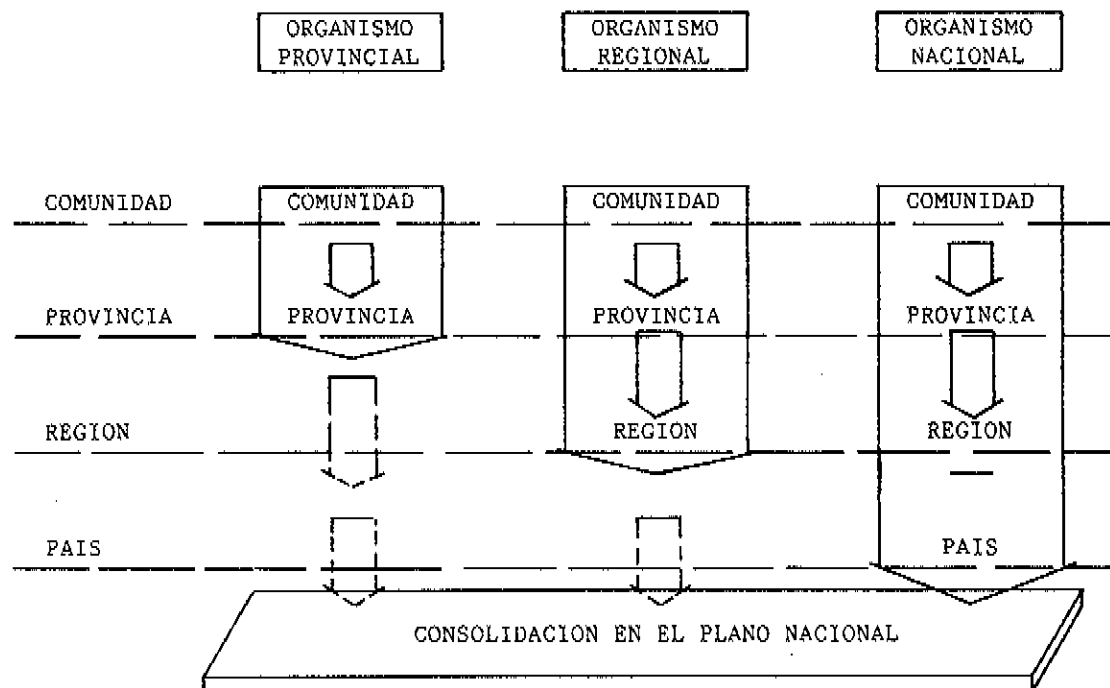 ORGANISMO PROVINCIAL
ORGANISMO REGIONAL
ORGANISMO NACIONAL
COMUNIDAD COMUNIDAD COMUNIDAD COMUNIDAD
PROVINCIA PROVINCIA PROVINCIA PROVINCIA
REGION REGION REGION
PAIS PAIS
CONSOLIDACION EN EL PLANO NACIONAL